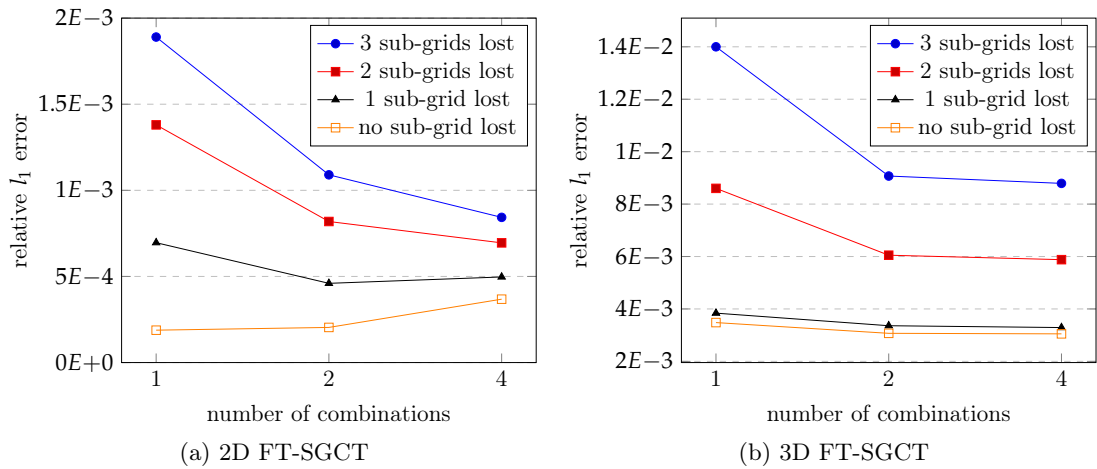 2E−3
1.5E−3
1E−3
5E−4
0E+0
relative l₁ error
3 sub-grids lost
2 sub-grids lost
1 sub-grid lost
no sub-grid lost
1
2
4
number of combinations
(a) 2D FT-SGCT
1.4E−2
1.2E−2
1E−2
8E−3
6E−3
4E−3
2E−3
relative l₁ error
3 sub-grids lost
2 sub-grids lost
1 sub-grid lost
no sub-grid lost
1
2
4
number of combinations
(b) 3D FT-SGCT